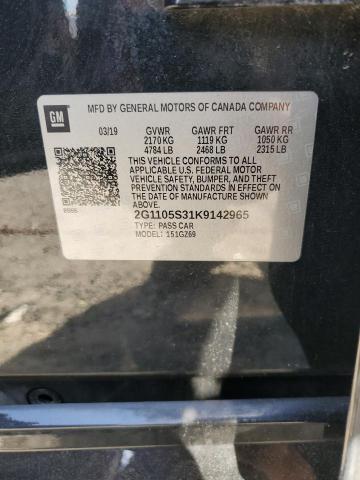 GM
MFD BY GENERAL MOTORS OF CANADA COMPANY
03/19 GVWR GAWR FRT GAWR RR
2170 KG 1119 KG 1050 KG
4784 LB 2468 LB 2315 LB
THIS VEHICLE CONFORMS TO ALL
APPLICABLE U.S. FEDERAL MOTOR
VEHICLE SAFETY, BUMPER, AND THEFT
PREVENTION STANDARDS IN EFFECT ON
THE DATE OF MANUFACTURE SHOWN ABOVE.
2G1105S31K9142965
TYPE: PASS CAR
MODEL: 151GZ69